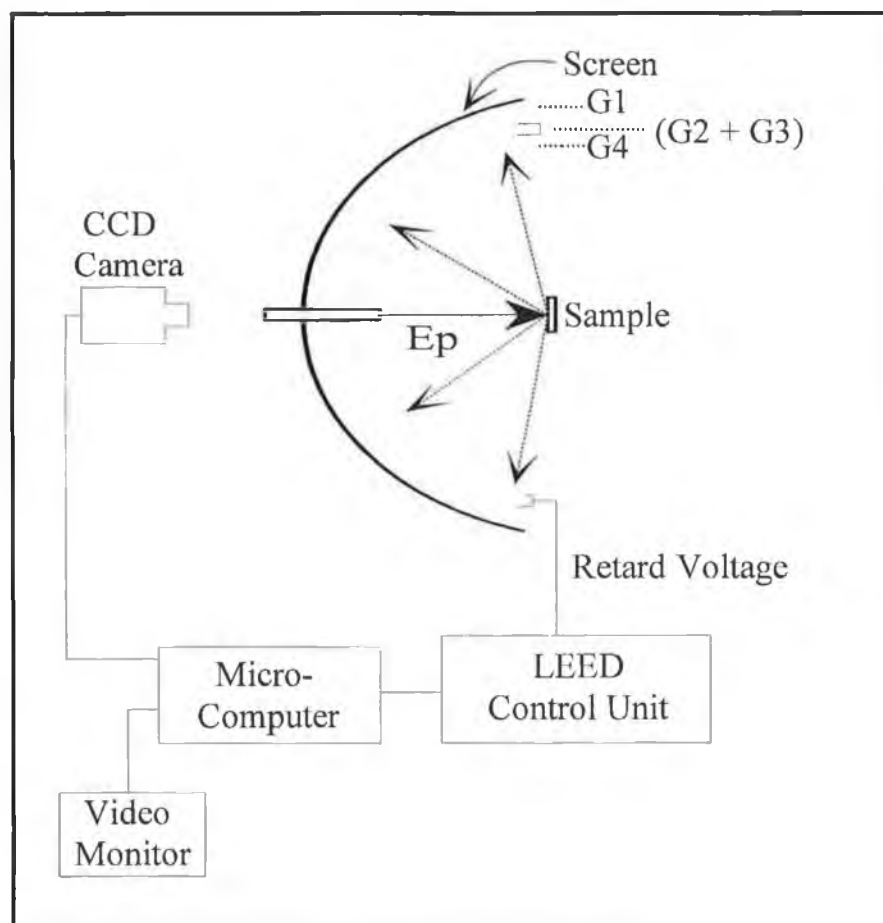 Screen
G1
(G2 + G3)
G4
CCD
Camera
Ep
Sample
Retard Voltage
Micro-
Computer
LEED
Control Unit
Video
Monitor